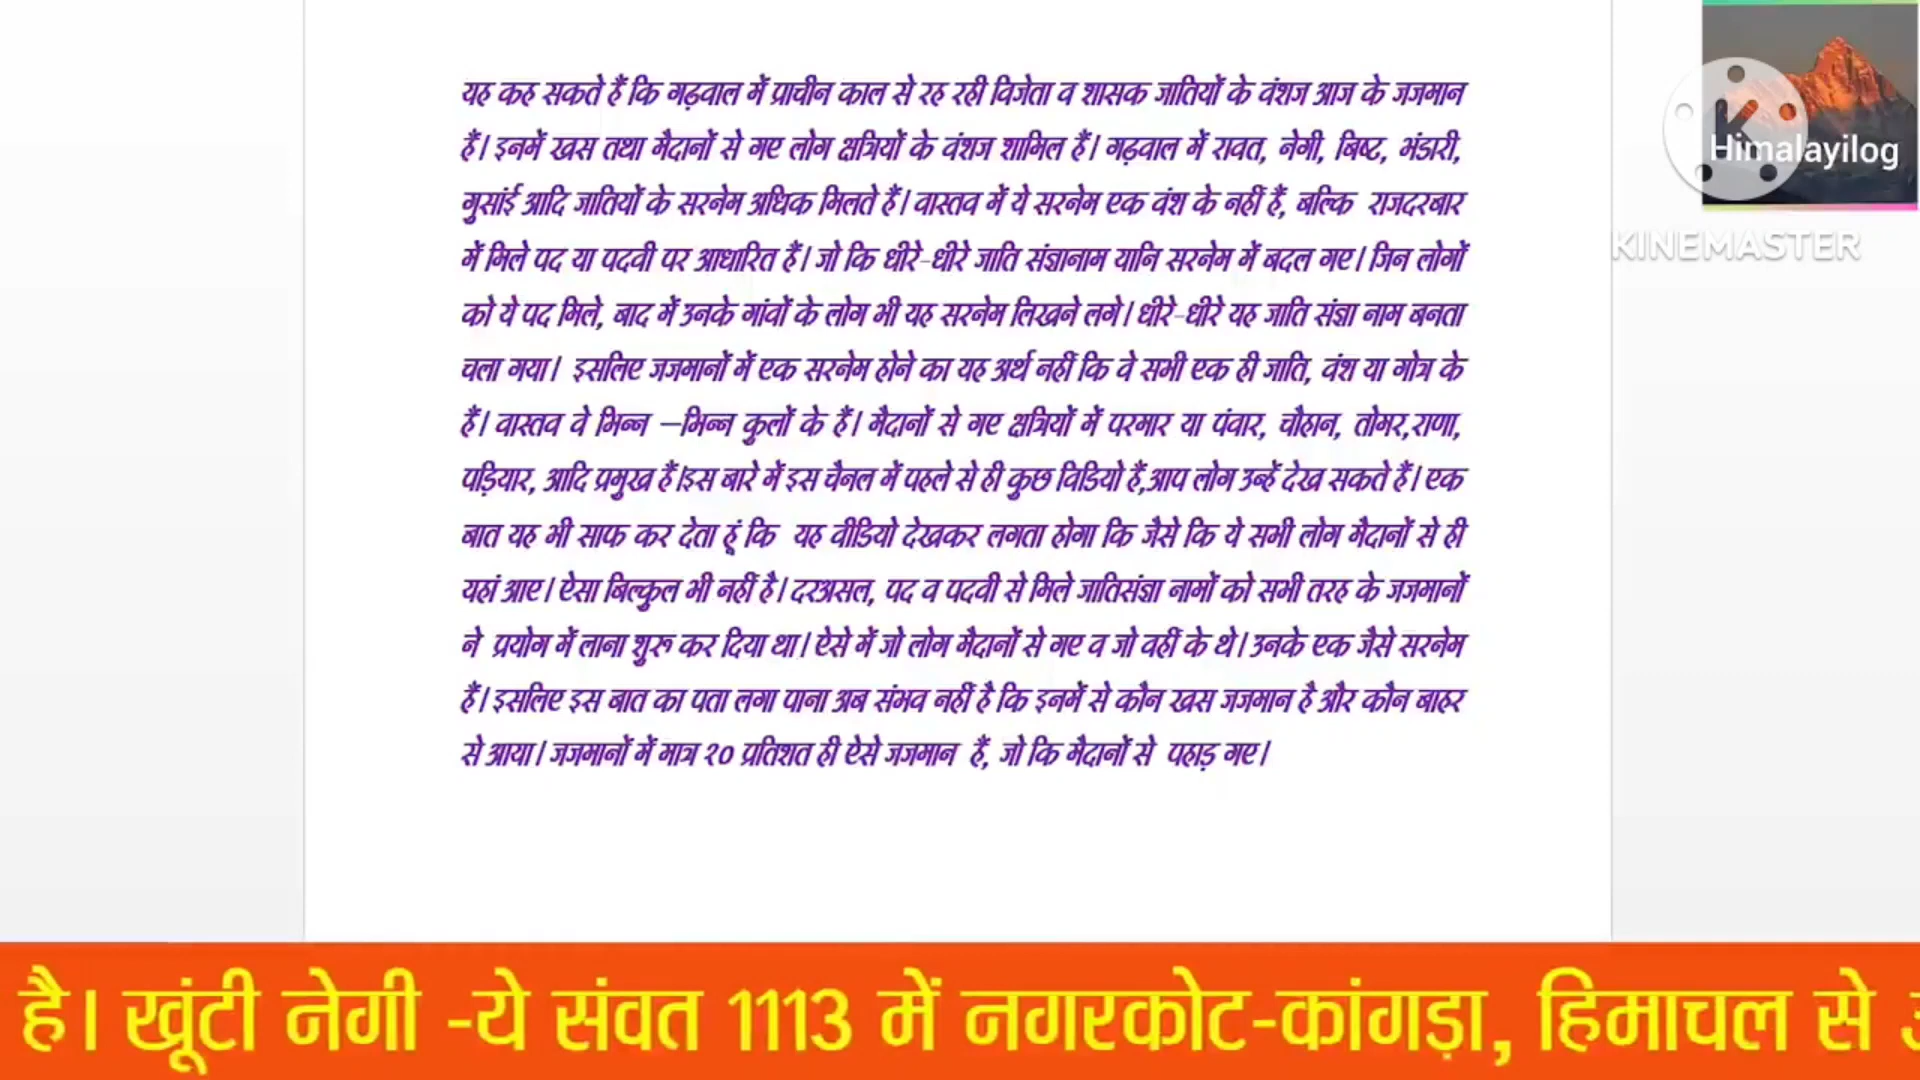 यह कह सकते हैं कि गढ़वाल में प्राचीन काल से रह रही विजेता व शासक जातियों के वंशज आज के जजमान
हैं। इनमें खस तथा मैदानों से गए लोग क्षत्रियों के वंशज शामिल हैं। गढ़वाल में रावत, नेगी, बिष्ट, भंडारी,
गुसांई आदि जातियों के सरनेम अधिक मिलते हैं। वास्तव में ये सरनेम एक वंश के नहीं हैं, बल्कि राजदरबार
में मिले पद या पदवी पर आधारित हैं। जो कि धीरे-धीरे जाति संज्ञानाम यानि सरनेम में बदल गए। जिन लोगों
को ये पद मिले, बाद में उनके गांवों के लोग भी यह सरनेम लिखने लगे। धीरे-धीरे यह जाति संज्ञा नाम बनता
चला गया। इसलिए जजमानों में एक सरनेम होने का यह अर्थ नहीं कि वे सभी एक ही जाति, वंश या गोत्र के
हैं। वास्तव वे भिन्न –भिन्न कुलों के हैं। मैदानों से गए क्षत्रियों में परमार या पंवार, चौहान, तोमर,राणा,
पड़ियार, आदि प्रमुख हैं।इस बारे में इस चैनल में पहले से ही कुछ विडियो हैं,आप लोग उन्हें देख सकते हैं। एक
बात यह भी साफ कर देता हूं कि यह वीडियो देखकर लगता होगा कि जैसे कि ये सभी लोग मैदानों से ही
यहां आए। ऐसा बिल्कुल भी नहीं है। दरअसल, पद व पदवी से मिले जातिसंज्ञा नामों को सभी तरह के जजमानों
ने प्रयोग में लाना शुरू कर दिया था। ऐसे में जो लोग मैदानों से गए व जो वहीं के थे। उनके एक जैसे सरनेम
हैं। इसलिए इस बात का पता लगा पाना अब संभव नहीं है कि इनमें से कौन खस जजमान है और कौन बाहर
से आया। जजमानों में मात्र २० प्रतिशत ही ऐसे जजमान हैं, जो कि मैदानों से पहाड़ गए।
Himalayilog
KINEMASTER
है। खूंटी नेगी -ये संवत 1113 में नगरकोट-कांगड़ा, हिमाचल से